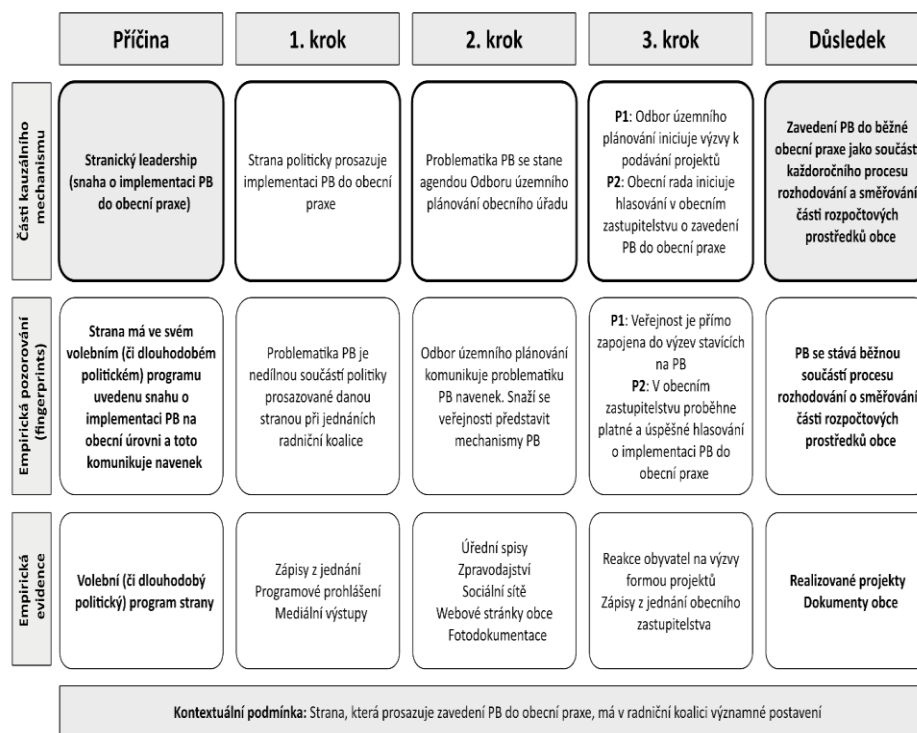 Příčina
1. krok
2. krok
3. krok
Důsledek
Části kauzálního
mechanismu
Stranický leadership
(snaha o implementaci PB
do obecní praxe)
Strana politicky prosazuje
implementaci PB do obecní
praxe
Problematika PB se stane
agendou Odboru územního
plánování obecního úřadu
P1: Odbor územního
plánování iniciuje výzvy k
podávání projektů
P2: Obecní rada iniciuje
hlasování v obecním
zastupitelstvu o zavedení
PB do obecní praxe
Zavedení PB do běžné
obecní praxe jako součásti
každoročního procesu
rozhodování a směřování
části rozpočtových
prostředků obce
Empirická pozorování
(fingerprints)
Strana má ve svém
volebním (či dlouhodobém
politickém) programu
uvedenu snahu o
implementaci PB na
obecní úrovni a toto
komunikuje navenek
Problematika PB je
nedílnou součástí politiky
prosazované danou
stranou při jednáních
radniční koalice
Odbor územního plánování
komunikuje problematiku
PB navenek. Snaží se
veřejnosti představit
mechanismy PB
P1: Veřejnost je přímo
zapojena do výzev stavících
na PB
P2: V obecním
zastupitelstvu proběhne
platné a úspěšné hlasování
o implementaci PB do
obecní praxe
PB se stává běžnou
součástí procesu
rozhodování o směřování
části rozpočtových
prostředků obce
Empirická
evidence
Volební (či dlouhodobý
politický) program strany
Zápisy z jednání
Programové prohlášení
Mediální výstupy
Úřední spisy
Zpravodajství
Sociální sítě
Webové stránky obce
Fotodokumentace
Reakce obyvatel na výzvy
formou projektů
Zápisy z jednání obecního
zastupitelstva
Realizované projekty
Dokumenty obce
Kontextuální podmínka: Strana, která prosazuje zavedení PB do obecní praxe, má v radniční koalici významné postavení